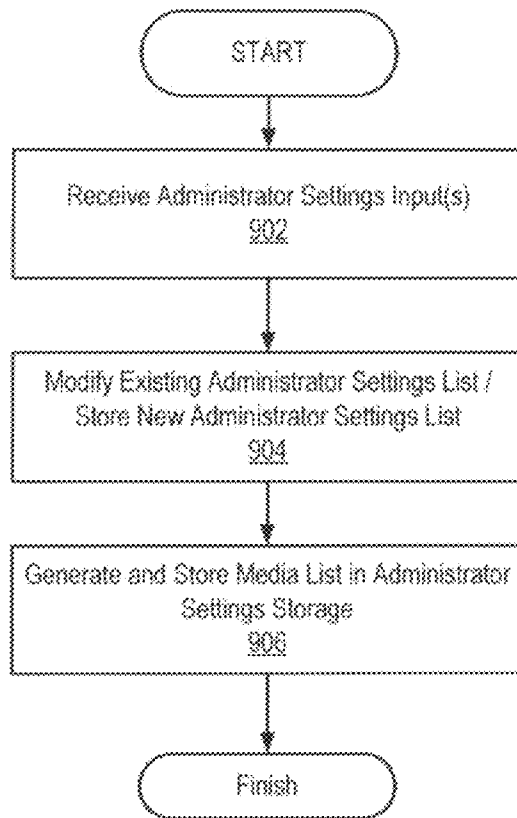 START
Receive Administrator Settings Input(s)
902
Modify Existing Administrator Settings List /
Store New Administrator Settings List
904
Generate and Store Media List in Administrator
Settings Storage
906
Finish